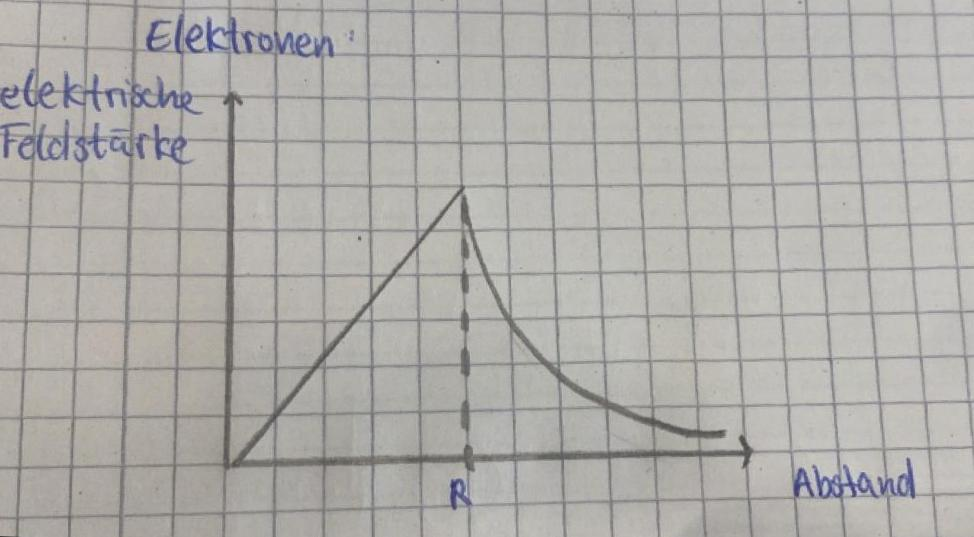 Elektronen:
elektrische
Feldstärke
R
Abstand